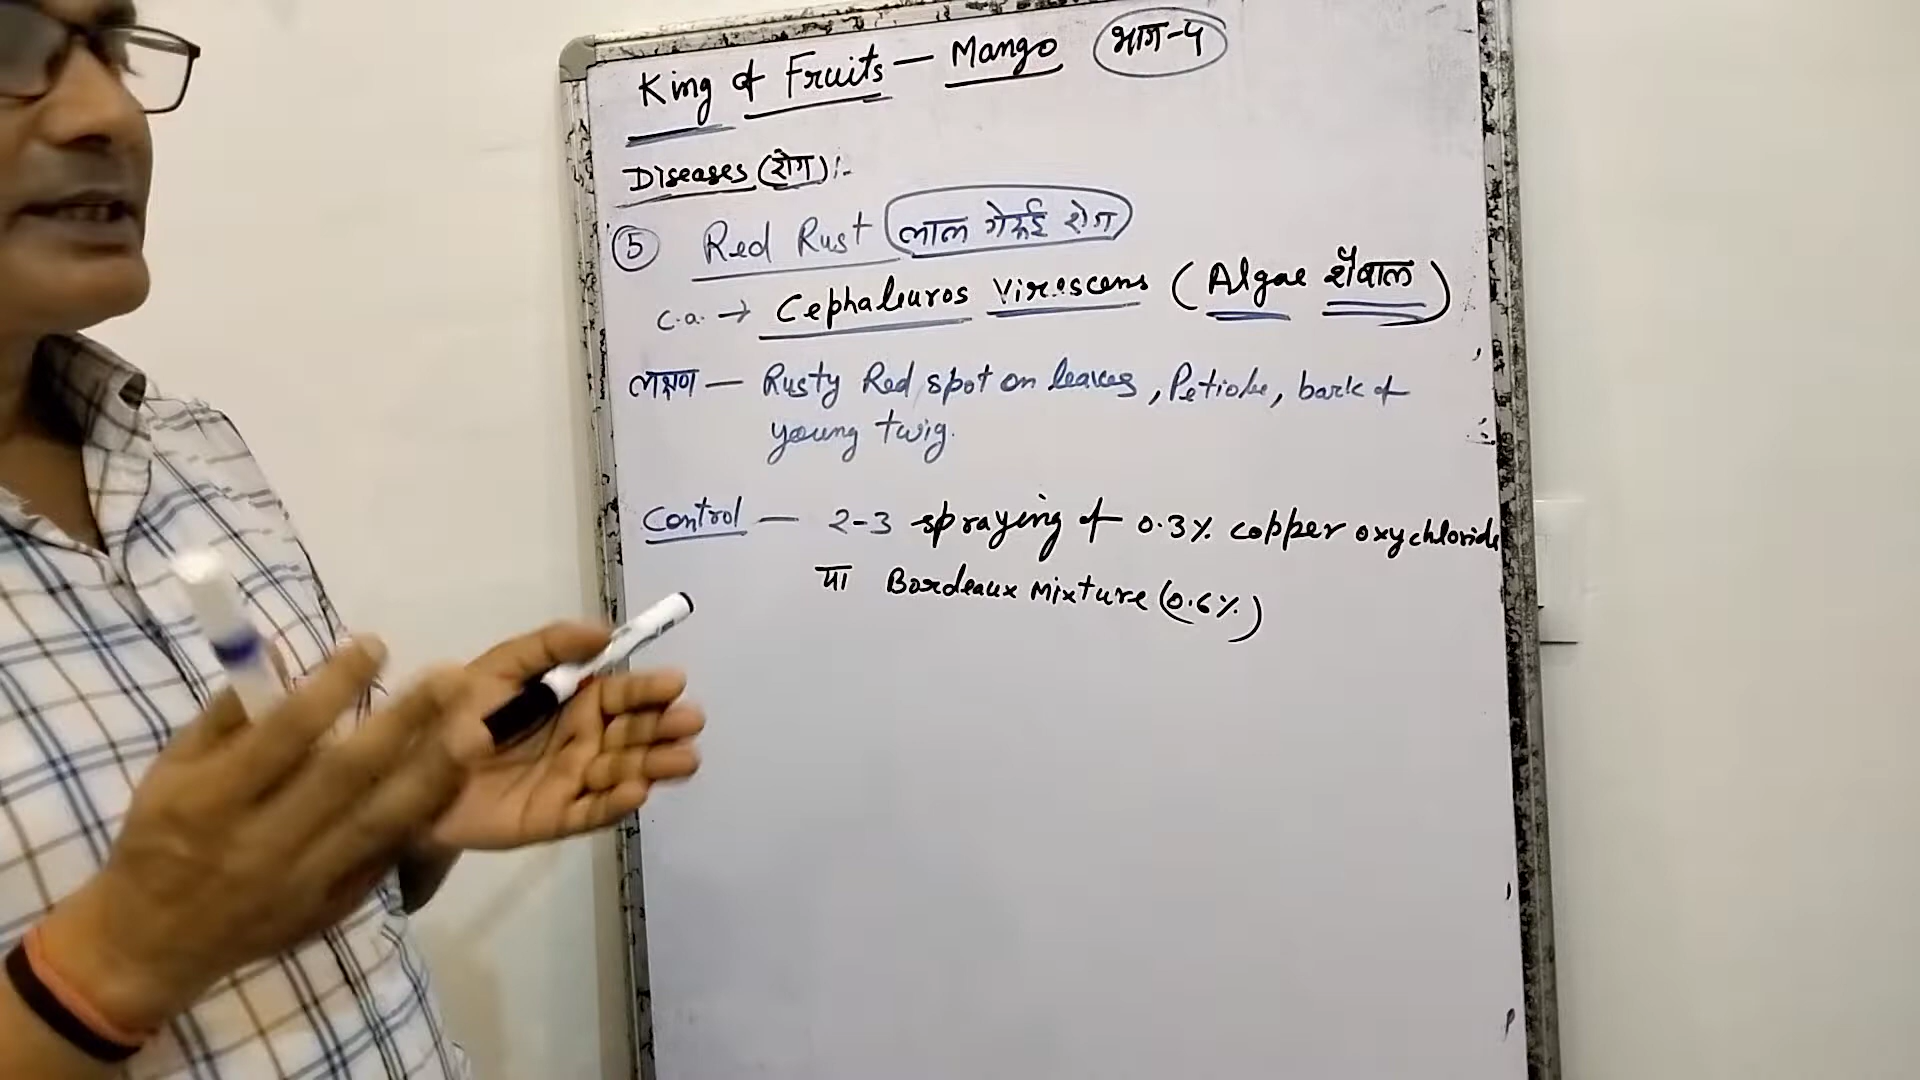 King of Fruits — Mango भाग-५
Diseases (रोग) :-
5 Red Rust लाल गेरूई रोग
C.a. → Cephaleuros Virescens (Algae शैवाल)
लक्षण — Rusty Red spot on leaves, Petiole, bark of
young twig.
Control — 2-3 spraying of 0.3% copper oxychloride
या Bordeaux Mixture (0.6%)